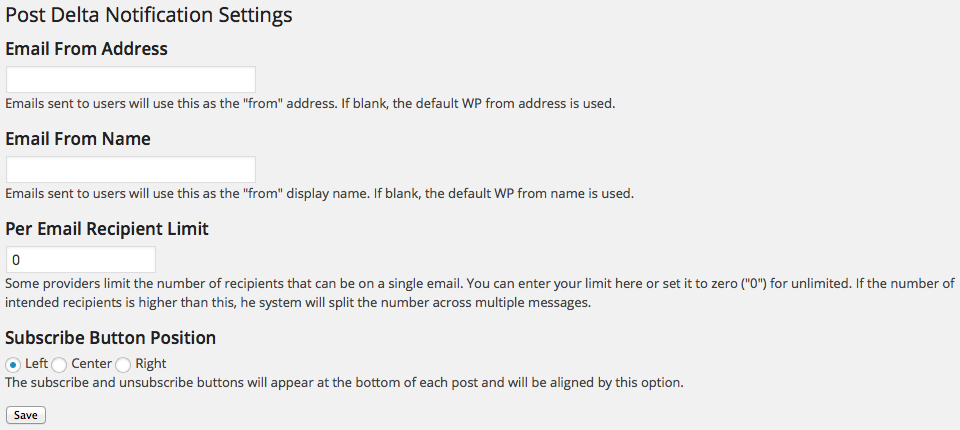 Post Delta Notification Settings
Email From Address
Emails sent to users will use this as the "from" address. If blank, the default WP from address is used.
Email From Name
Emails sent to users will use this as the "from" display name. If blank, the default WP from name is used.
Per Email Recipient Limit
0
Some providers limit the number of recipients that can be on a single email. You can enter your limit here or set it to zero ("0") for unlimited. If the number of
intended recipients is higher than this, he system will split the number across multiple messages.
Subscribe Button Position
Left Center Right
The subscribe and unsubscribe buttons will appear at the bottom of each post and will be aligned by this option.
Save